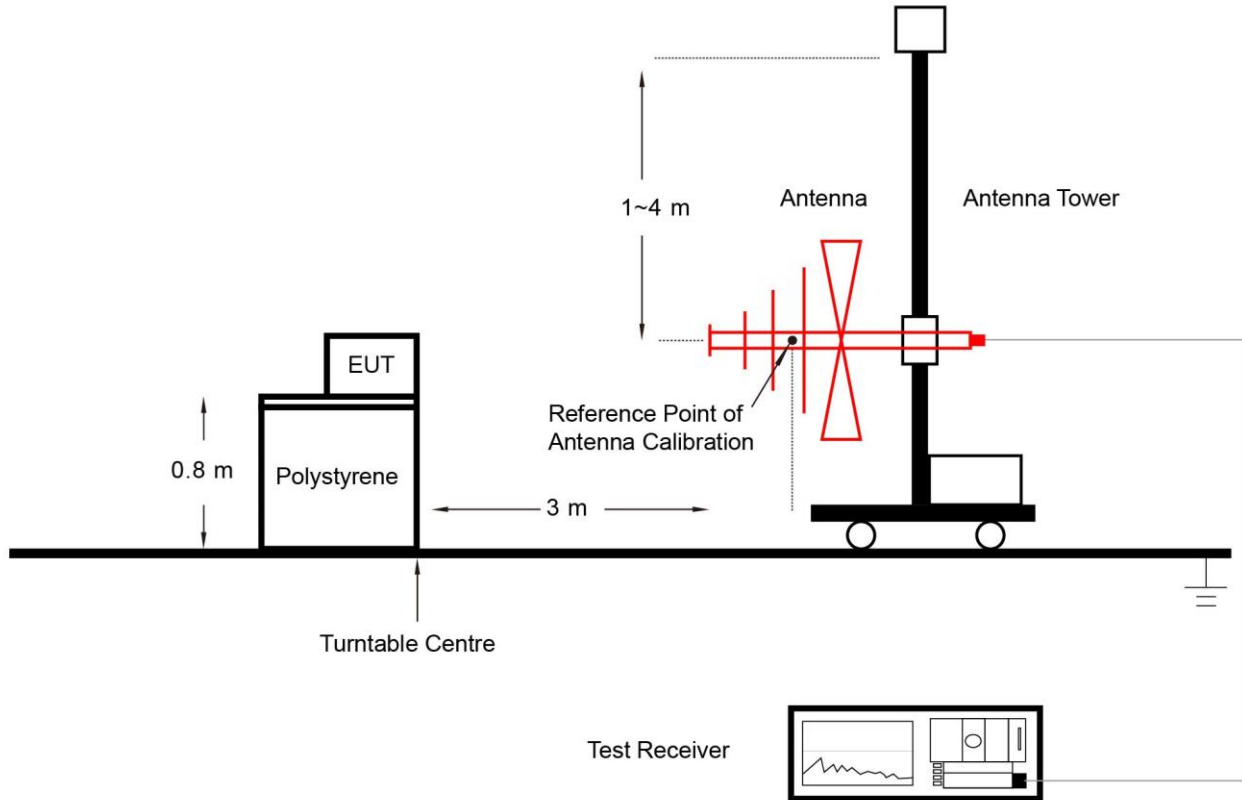 1~4 m
Antenna
Antenna Tower
EUT
Reference Point of
Antenna Calibration
0.8 m
Polystyrene
3 m
Turntable Centre
Test Receiver